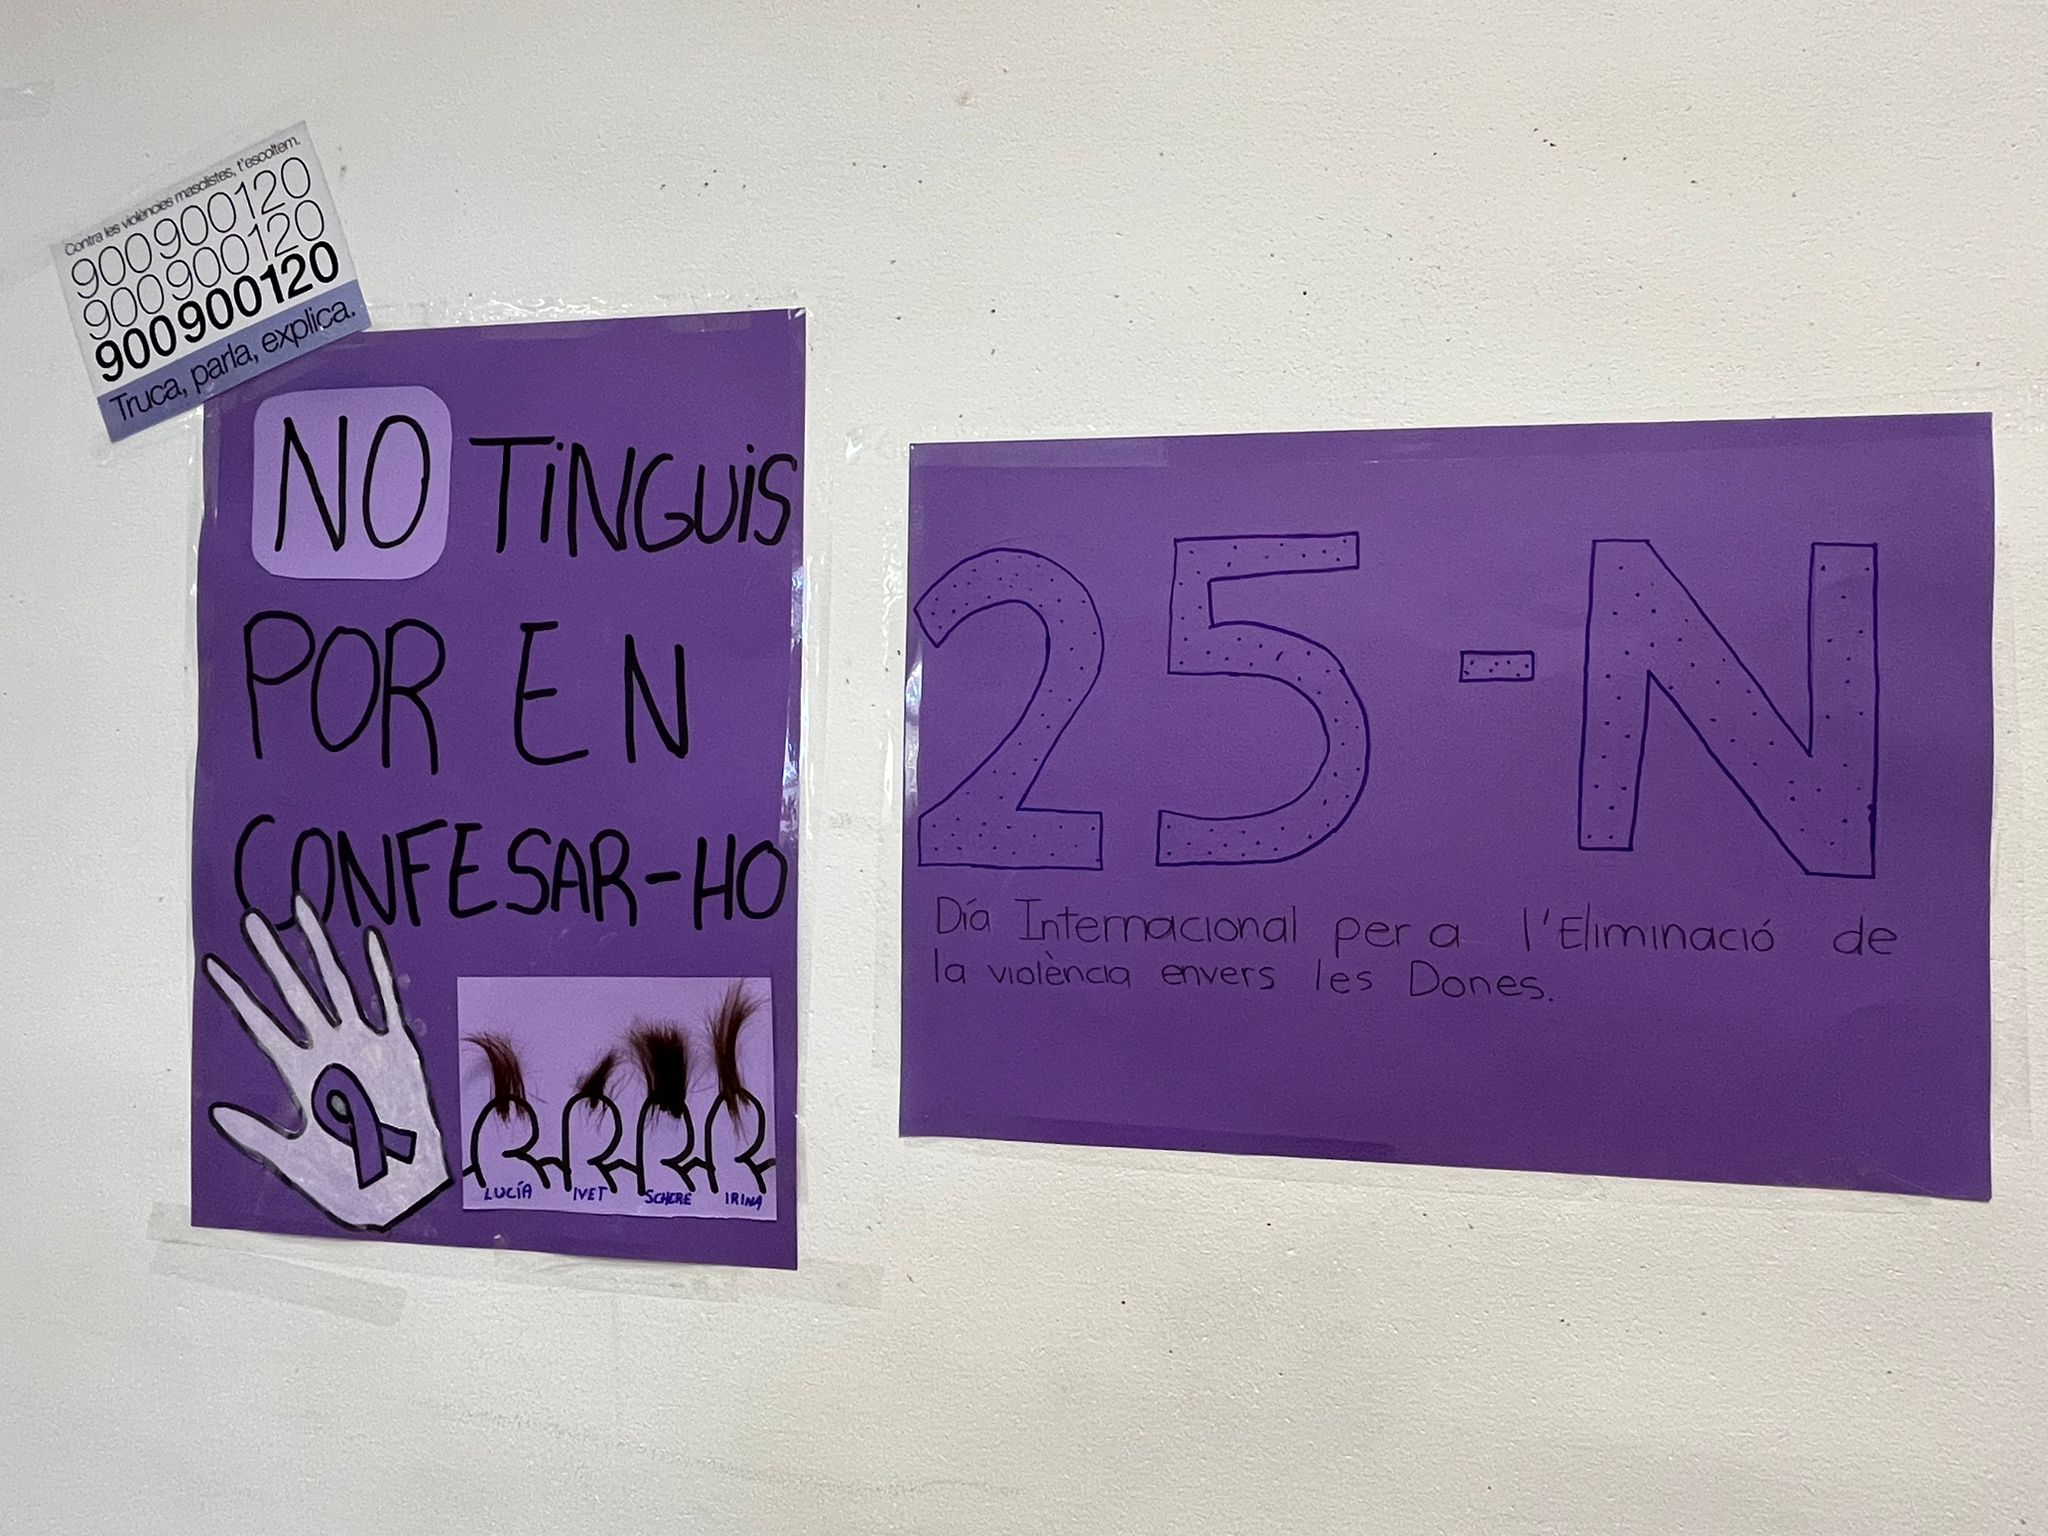 Contra les violències masclistes, t'escoltem.
900900120
900900120
900900120
Truca, parla, explica.
NO TiNGUiS
POR EN
CONFESAR-HO
LUCÍA IVET SCHERE IRINA
25-N
Día Internacional per a l'Eliminació de
la violència envers les Dones.